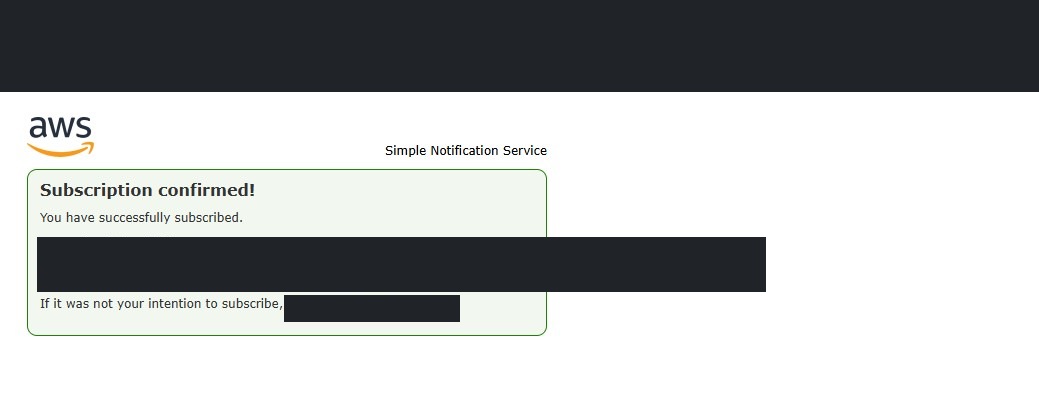 aws
Simple Notification Service
Subscription confirmed!
You have successfully subscribed.
If it was not your intention to subscribe,